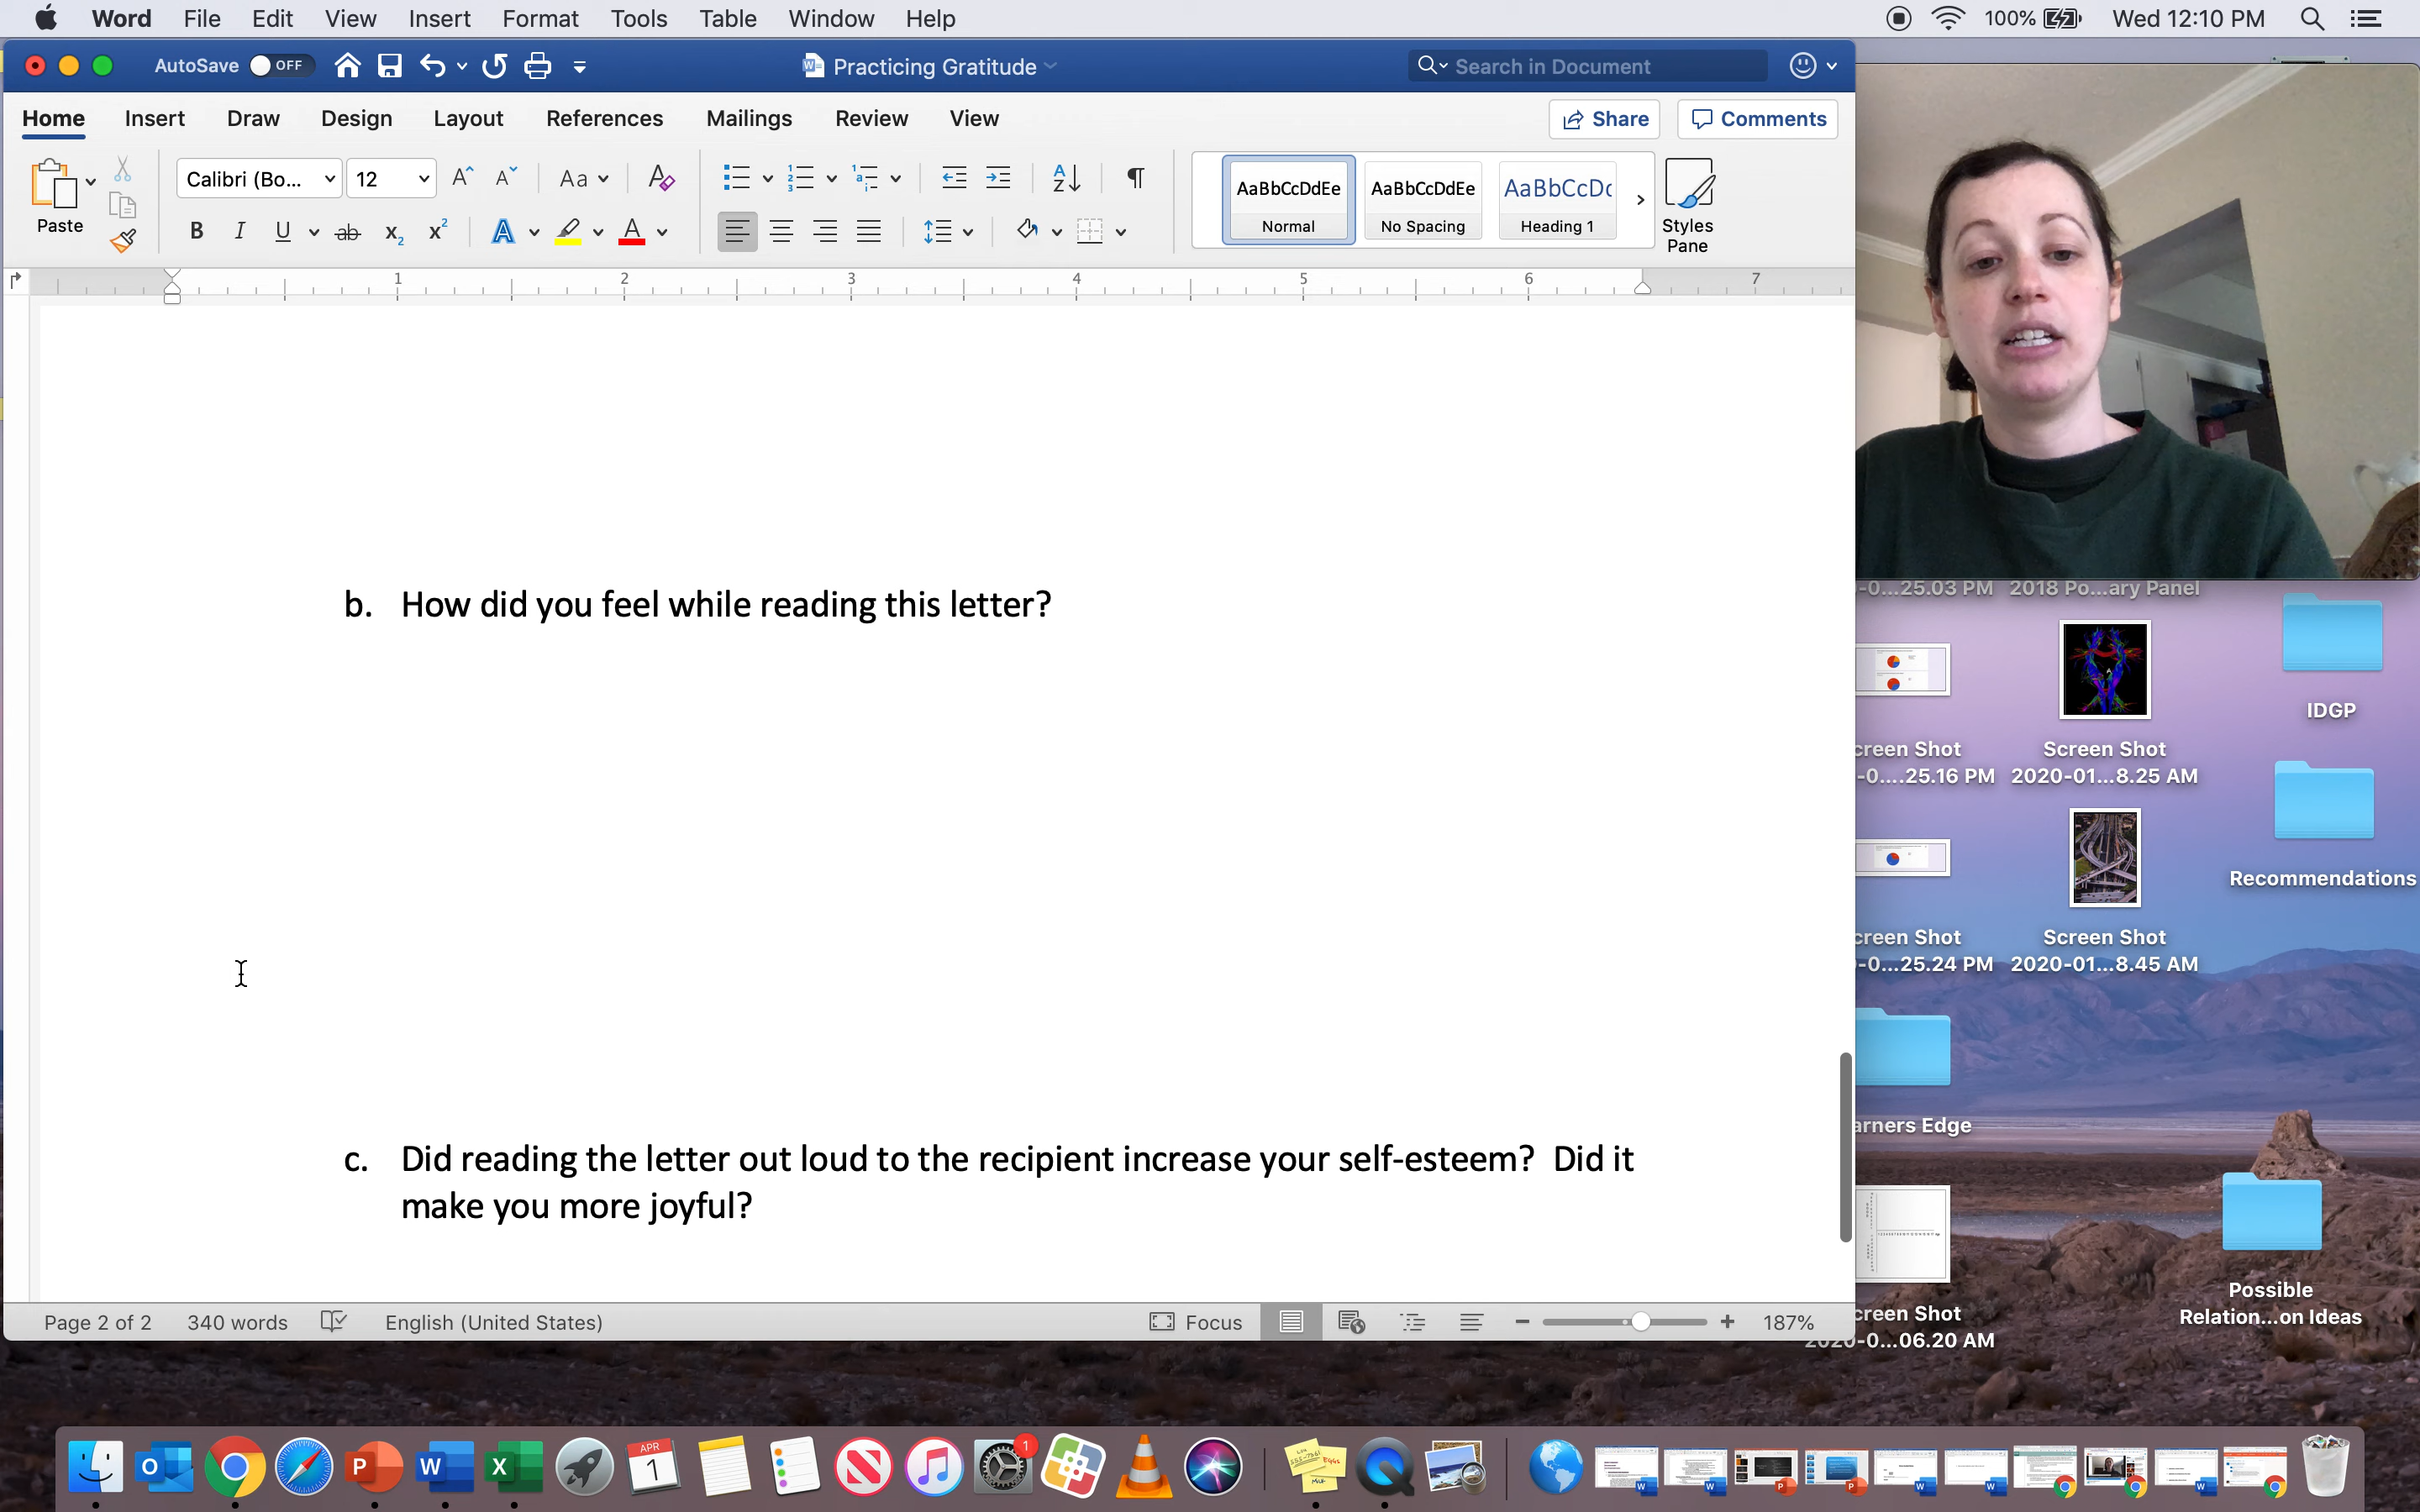 Word File Edit View Insert Format Tools Table Window Help 100% Wed 12:10 PM
AutoSave OFF Practicing Gratitude Search in Document
Home Insert Draw Design Layout References Mailings Review View Share Comments
Paste Calibri (Bo... 12 Aa AaBbCcDdEe AaBbCcDdEe AaBbCcDc
Normal No Spacing Heading 1 Styles
Pane
1 2 3 4 5 6 7
b. How did you feel while reading this letter?
c. Did reading the letter out loud to the recipient increase your self-esteem? Did it
make you more joyful?
Page 2 of 2 340 words English (United States) Focus 187%
-0...25.03 PM 2018 Po...ary Panel
IDGP
creen Shot
-0....25.16 PM
Screen Shot
2020-01...8.25 AM
Recommendations
creen Shot
-0...25.24 PM
Screen Shot
2020-01...8.45 AM
arners Edge
Possible
Relation...on Ideas
creen Shot
2020-0...06.20 AM
APR
1
1